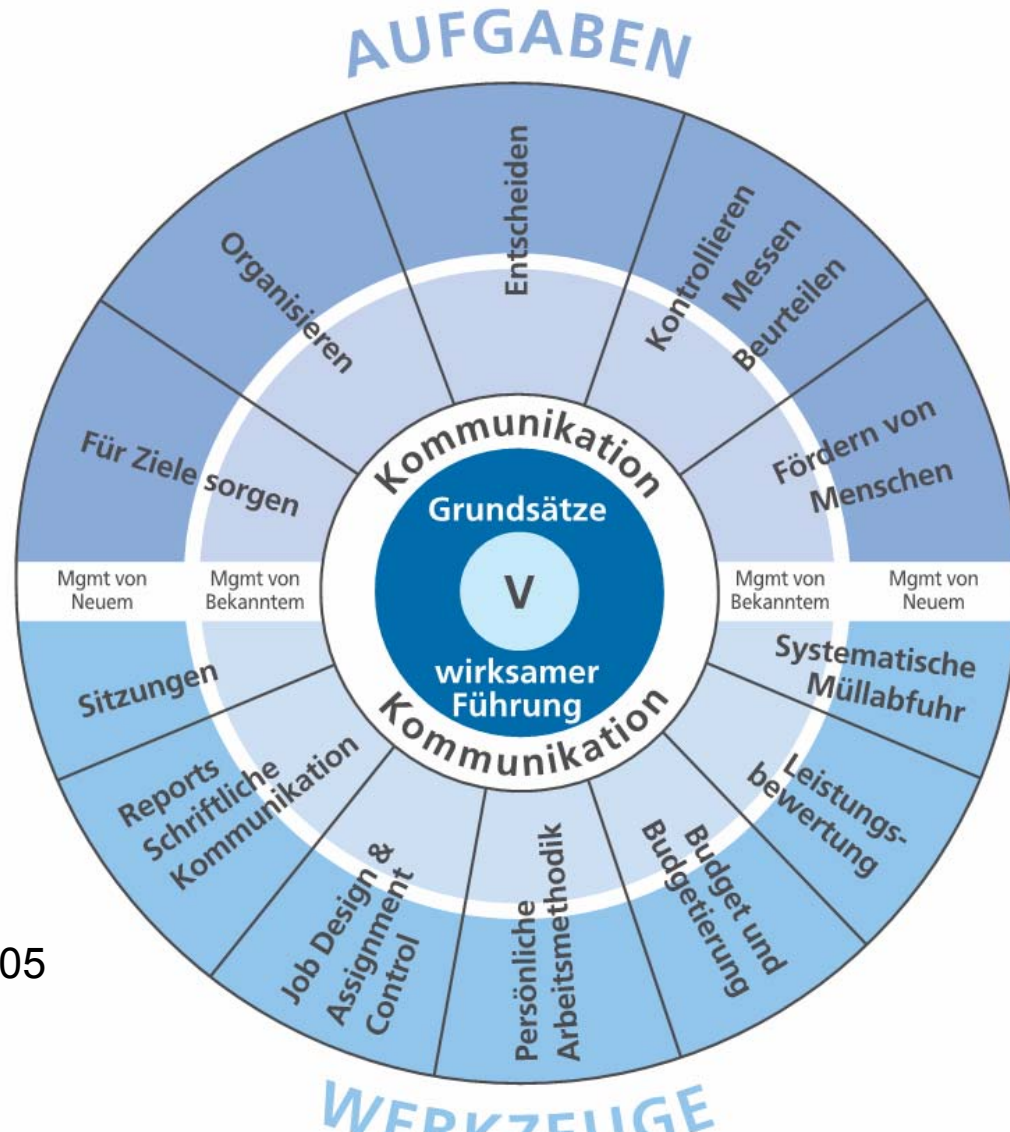 AUFGABEN
Für Ziele sorgen
Organisieren
Entscheiden
Kontrollieren
Messen
Beurteilen
Fördern von
Menschen
Kommunikation
Grundsätze
V
wirksamer
Führung
Kommunikation
Mgmt von
Neuem
Mgmt von
Bekanntem
Mgmt von
Bekanntem
Mgmt von
Neuem
Sitzungen
Reports
Schriftliche
Kommunikation
Job Design &
Assignment
Control
Persönliche
Arbeitsmethodik
Budget und
Budgetierung
Leistungs-
bewertung
Systematische
Müllabfuhr
05
WERKZEUGE